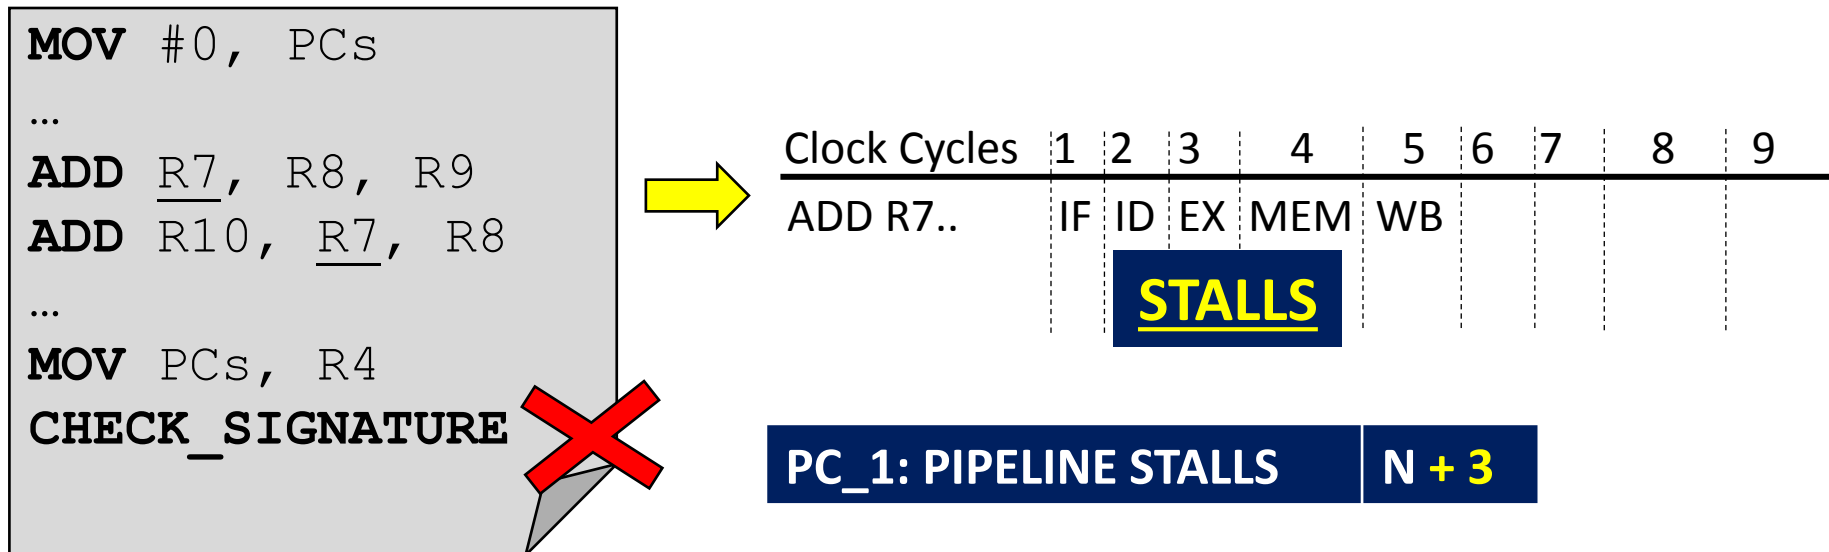 MOV #0, PCs
…
ADD R7, R8, R9
ADD R10, R7, R8
…
MOV PCs, R4
CHECK_SIGNATURE
Clock Cycles 1 2 3 4 5 6 7 8 9
ADD R7.. IF ID EX MEM WB
STALLS
PC_1: PIPELINE STALLS N + 3